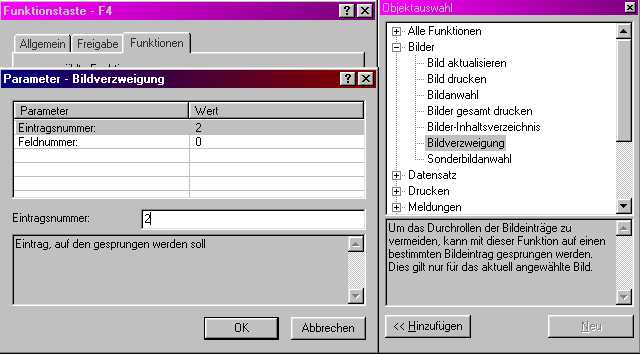 Funktionstaste - F4
Allgemein
Freigabe
Funktionen
Parameter - Bildverzweigung
Parameter Wert
Eintragsnummer: 2
Feldnummer: 0
Eintragsnummer: 2
Eintrag, auf den gesprungen werden soll
OK
Abbrechen
Objektauswahl
Alle Funktionen
Bilder
Bild aktualisieren
Bild drucken
Bildanwahl
Bilder gesamt drucken
Bilder-Inhaltsverzeichnis
Bildverzweigung
Sonderbildanwahl
Datensatz
Drucken
Meldungen
Um das Durchrollen der Bildeinträge zu
vermeiden, kann mit dieser Funktion auf einen
bestimmten Bildeintrag gesprungen werden.
Dies gilt nur für das aktuell angewählte Bild.
<< Hinzufügen
Neu